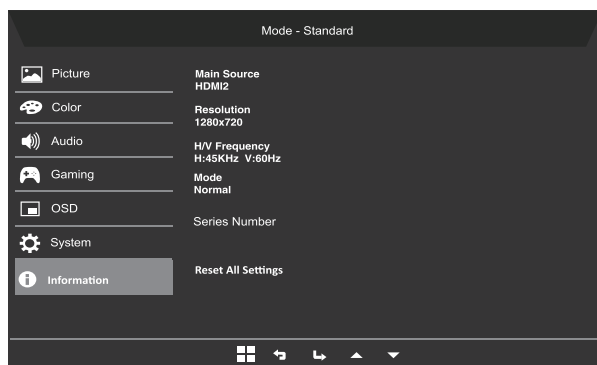 Mode - Standard
Picture
Color
Audio
Gaming
OSD
System
Information
Main Source
HDMI2
Resolution
1280x720
H/V Frequency
H:45KHz V:60Hz
Mode
Normal
Series Number
Reset All Settings